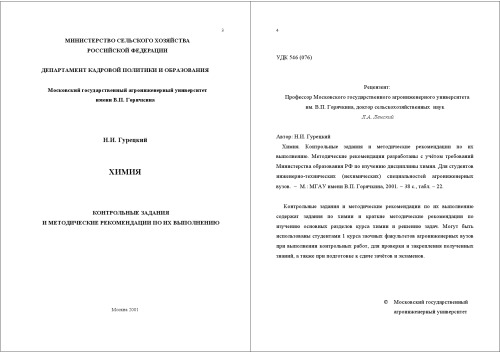 3
МИНИСТЕРСТВО СЕЛЬСКОГО ХОЗЯЙСТВА
РОССИЙСКОЙ ФЕДЕРАЦИИ
ДЕПАРТАМЕНТ КАДРОВОЙ ПОЛИТИКИ И ОБРАЗОВАНИЯ
Московский государственный агроинженерный университет
имени В.П. Горячкина
Н.И. Гурецкий
ХИМИЯ
КОНТРОЛЬНЫЕ ЗАДАНИЯ
И МЕТОДИЧЕСКИЕ РЕКОМЕНДАЦИИ ПО ИХ ВЫПОЛНЕНИЮ
Москва 2001
4
УДК 546 (076)
Рецензент:
Профессор Московского государственного агроинженерного университета
им. В.П. Горячкина, доктор сельскохозяйственных наук
Л.А. Ленский
Автор: Н.И. Гурецкий
Химия. Контрольные задания и методические рекомендации по их
выполнению. Методические рекомендации разработаны с учётом требований
Министерства образования РФ по изучению дисциплины химия. Для студентов
инженерно-технических (нехимических) специальностей агроинженерных
вузов. – М.: МГАУ имени В.П. Горячкина, 2001. – 38 с., табл. – 22.
Контрольные задания и методические рекомендации по их выполнению
содержат задания по химии и краткие методические рекомендации по
изучению основных разделов курса химии и решению задач. Могут быть
использованы студентами 1 курса заочных факультетов агроинженерных вузов
при выполнении контрольных работ, для проверки и закрепления полученных
знаний, а также при подготовке к сдаче зачётов и экзаменов.
© Московский государственный
агроинженерный университет